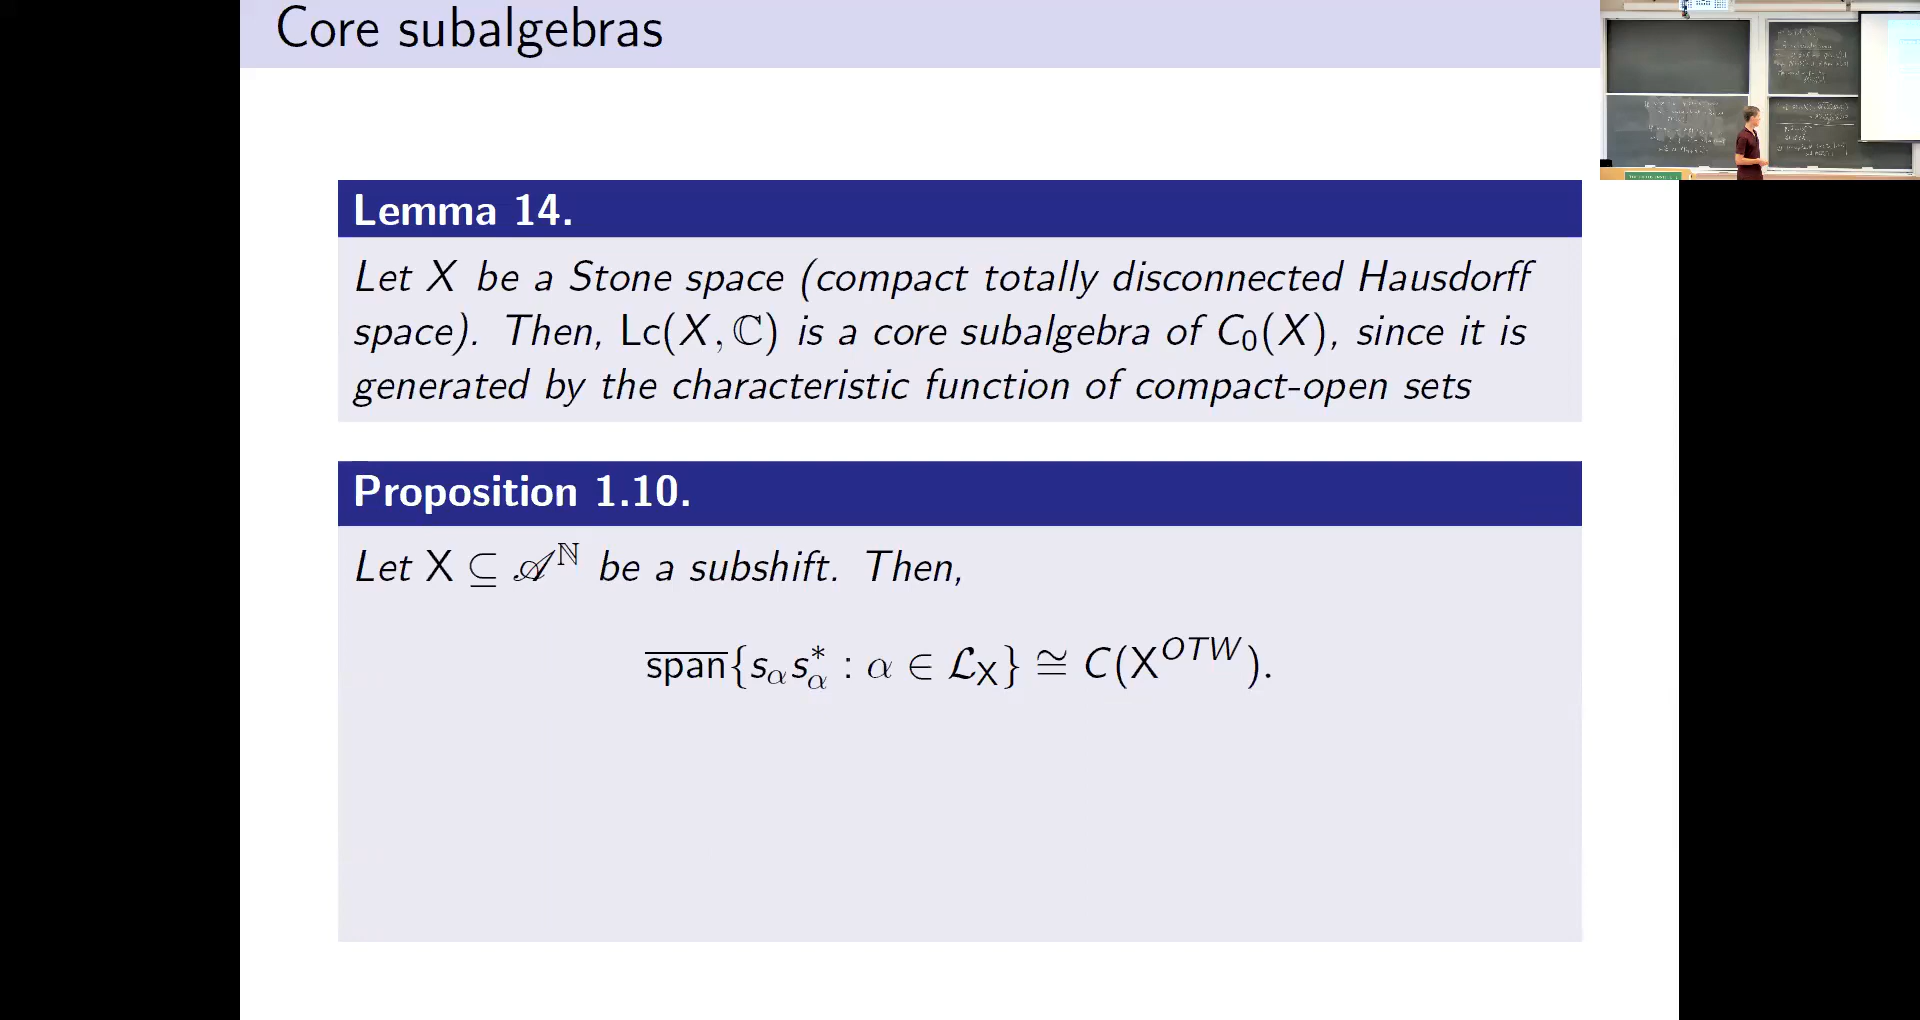 Core subalgebras
Lemma 14.
Let X be a Stone space (compact totally disconnected Hausdorff
space). Then, Lc(X, ℂ) is a core subalgebra of C₀(X), since it is
generated by the characteristic function of compact-open sets
Proposition 1.10.
Let X ⊆ 𝒜^ℕ be a subshift. Then,
\overline{span}{s_α s_α^* : α ∈ ℒ_X} ≅ C(X^{OTW}).